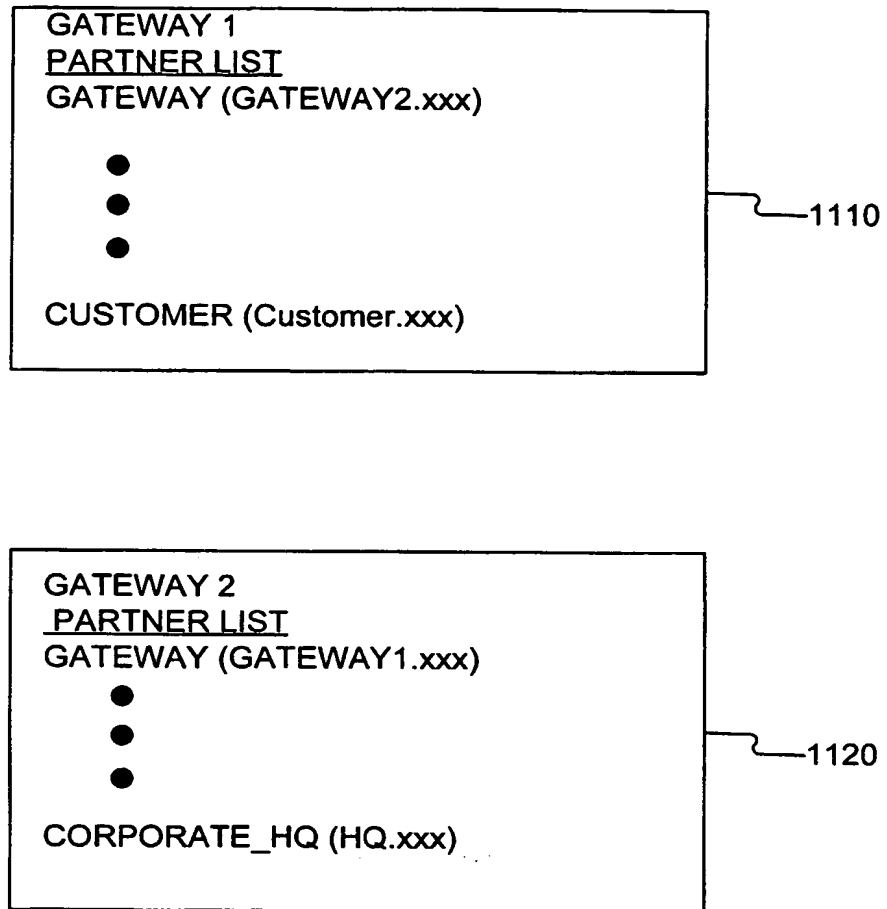 GATEWAY 1
PARTNER LIST
GATEWAY (GATEWAY2.xxx)
CUSTOMER (Customer.xxx)
1110
GATEWAY 2
PARTNER LIST
GATEWAY (GATEWAY1.xxx)
CORPORATE_HQ (HQ.xxx)
1120